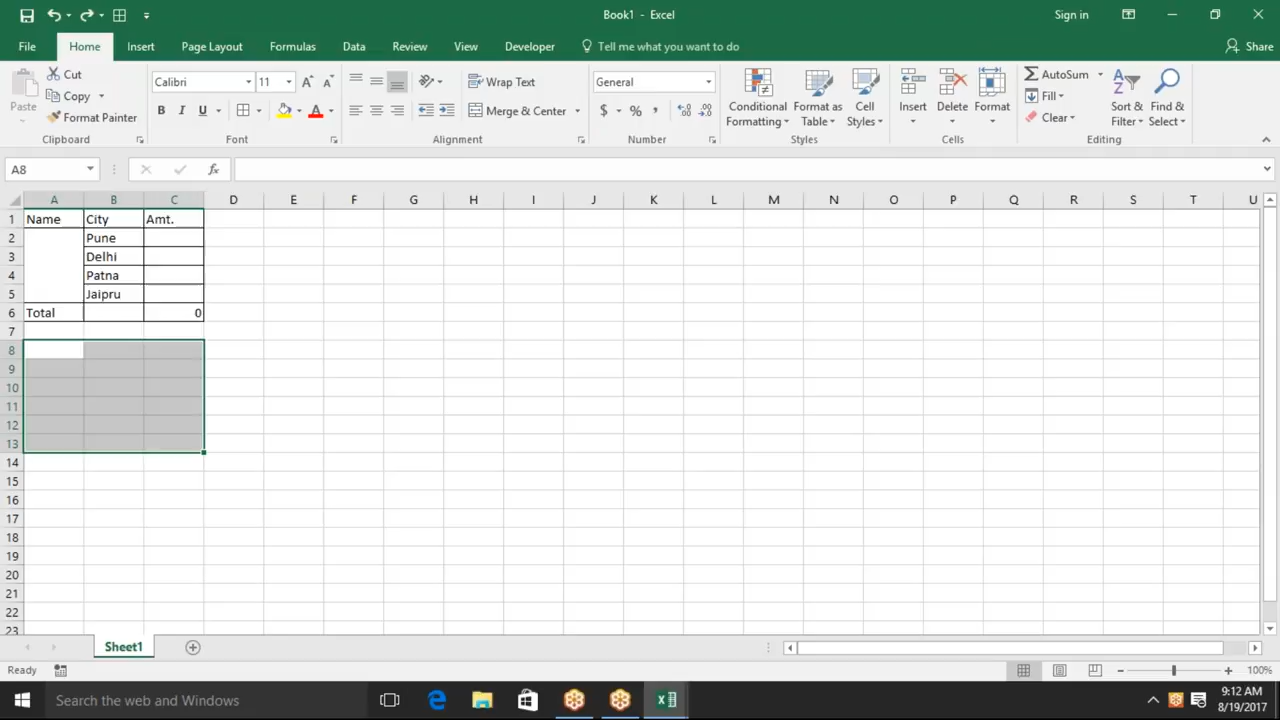 Book1 - Excel
Sign in
File Home Insert Page Layout Formulas Data Review View Developer Tell me what you want to do Share
Paste
Cut
Copy
Format Painter
Clipboard
Calibri 11
B I U
Font
Wrap Text
Merge & Center
Alignment
General
$ % ,
Number
Conditional Formatting
Format as Table
Cell Styles
Styles
Insert
Delete
Format
Cells
AutoSum
Fill
Clear
Sort & Filter
Find & Select
Editing
A8 fx
A B C D E F G H I J K L M N O P Q R S T U
1 Name City Amt.
2 Pune
3 Delhi
4 Patna
5 Jaipru
6 Total 0
7
8
9
10
11
12
13
14
15
16
17
18
19
20
21
22
23
Sheet1
Ready 100%
Search the web and Windows
9:12 AM
8/19/2017